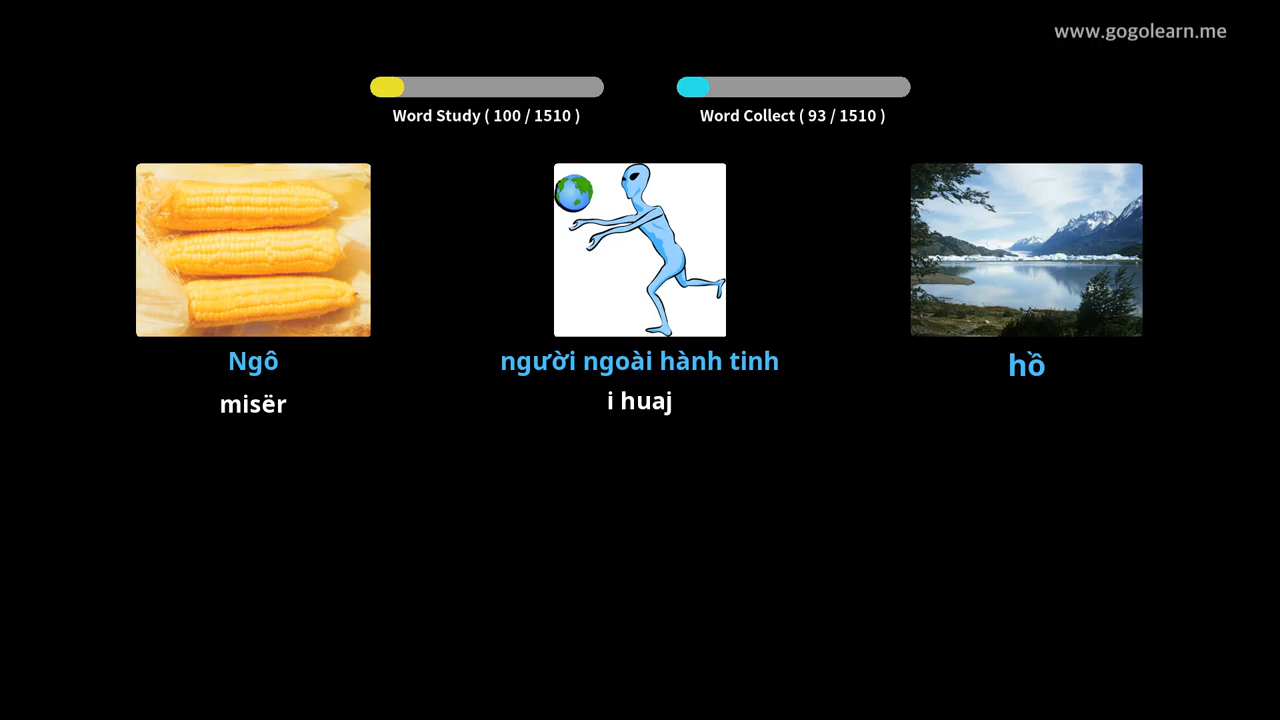 www.gogolearn.me
Word Study ( 100 / 1510 )
Word Collect ( 93 / 1510 )
Ngô
người ngoài hành tinh
hồ
misër
i huaj